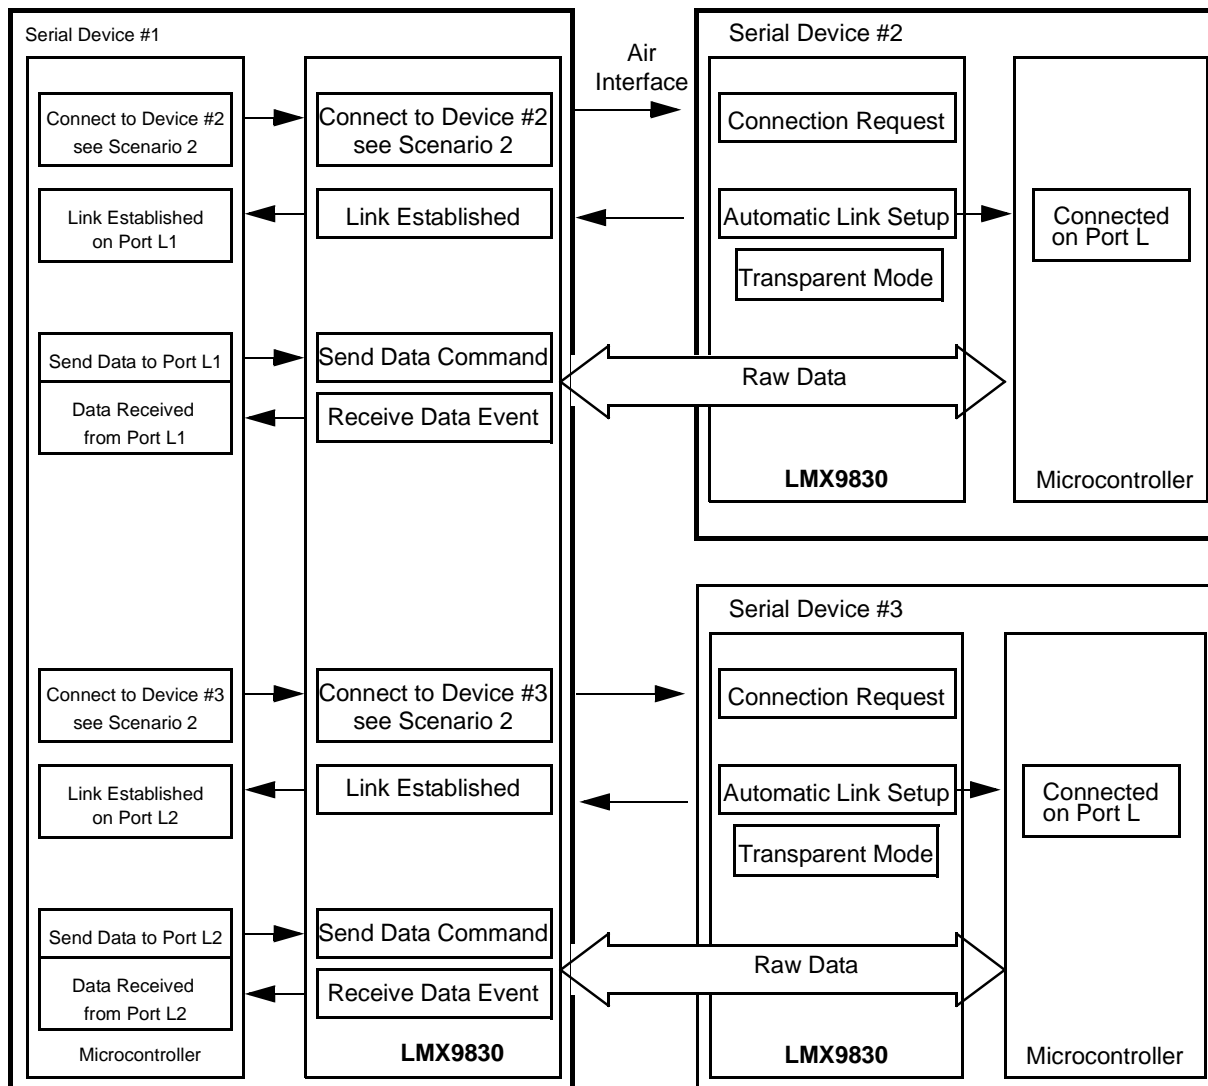 Serial Device #1
Connect to Device #2
see Scenario 2
Link Established
on Port L1
Send Data to Port L1
Data Received
from Port L1
Connect to Device #3
see Scenario 2
Link Established
on Port L2
Send Data to Port L2
Data Received
from Port L2
Microcontroller
Connect to Device #2
see Scenario 2
Link Established
Send Data Command
Receive Data Event
Connect to Device #3
see Scenario 2
Link Established
Send Data Command
Receive Data Event
LMX9830
Air
Interface
Serial Device #2
Connection Request
Automatic Link Setup
Transparent Mode
Raw Data
LMX9830
Connected
on Port L
Microcontroller
Serial Device #3
Connection Request
Automatic Link Setup
Transparent Mode
Raw Data
LMX9830
Connected
on Port L
Microcontroller